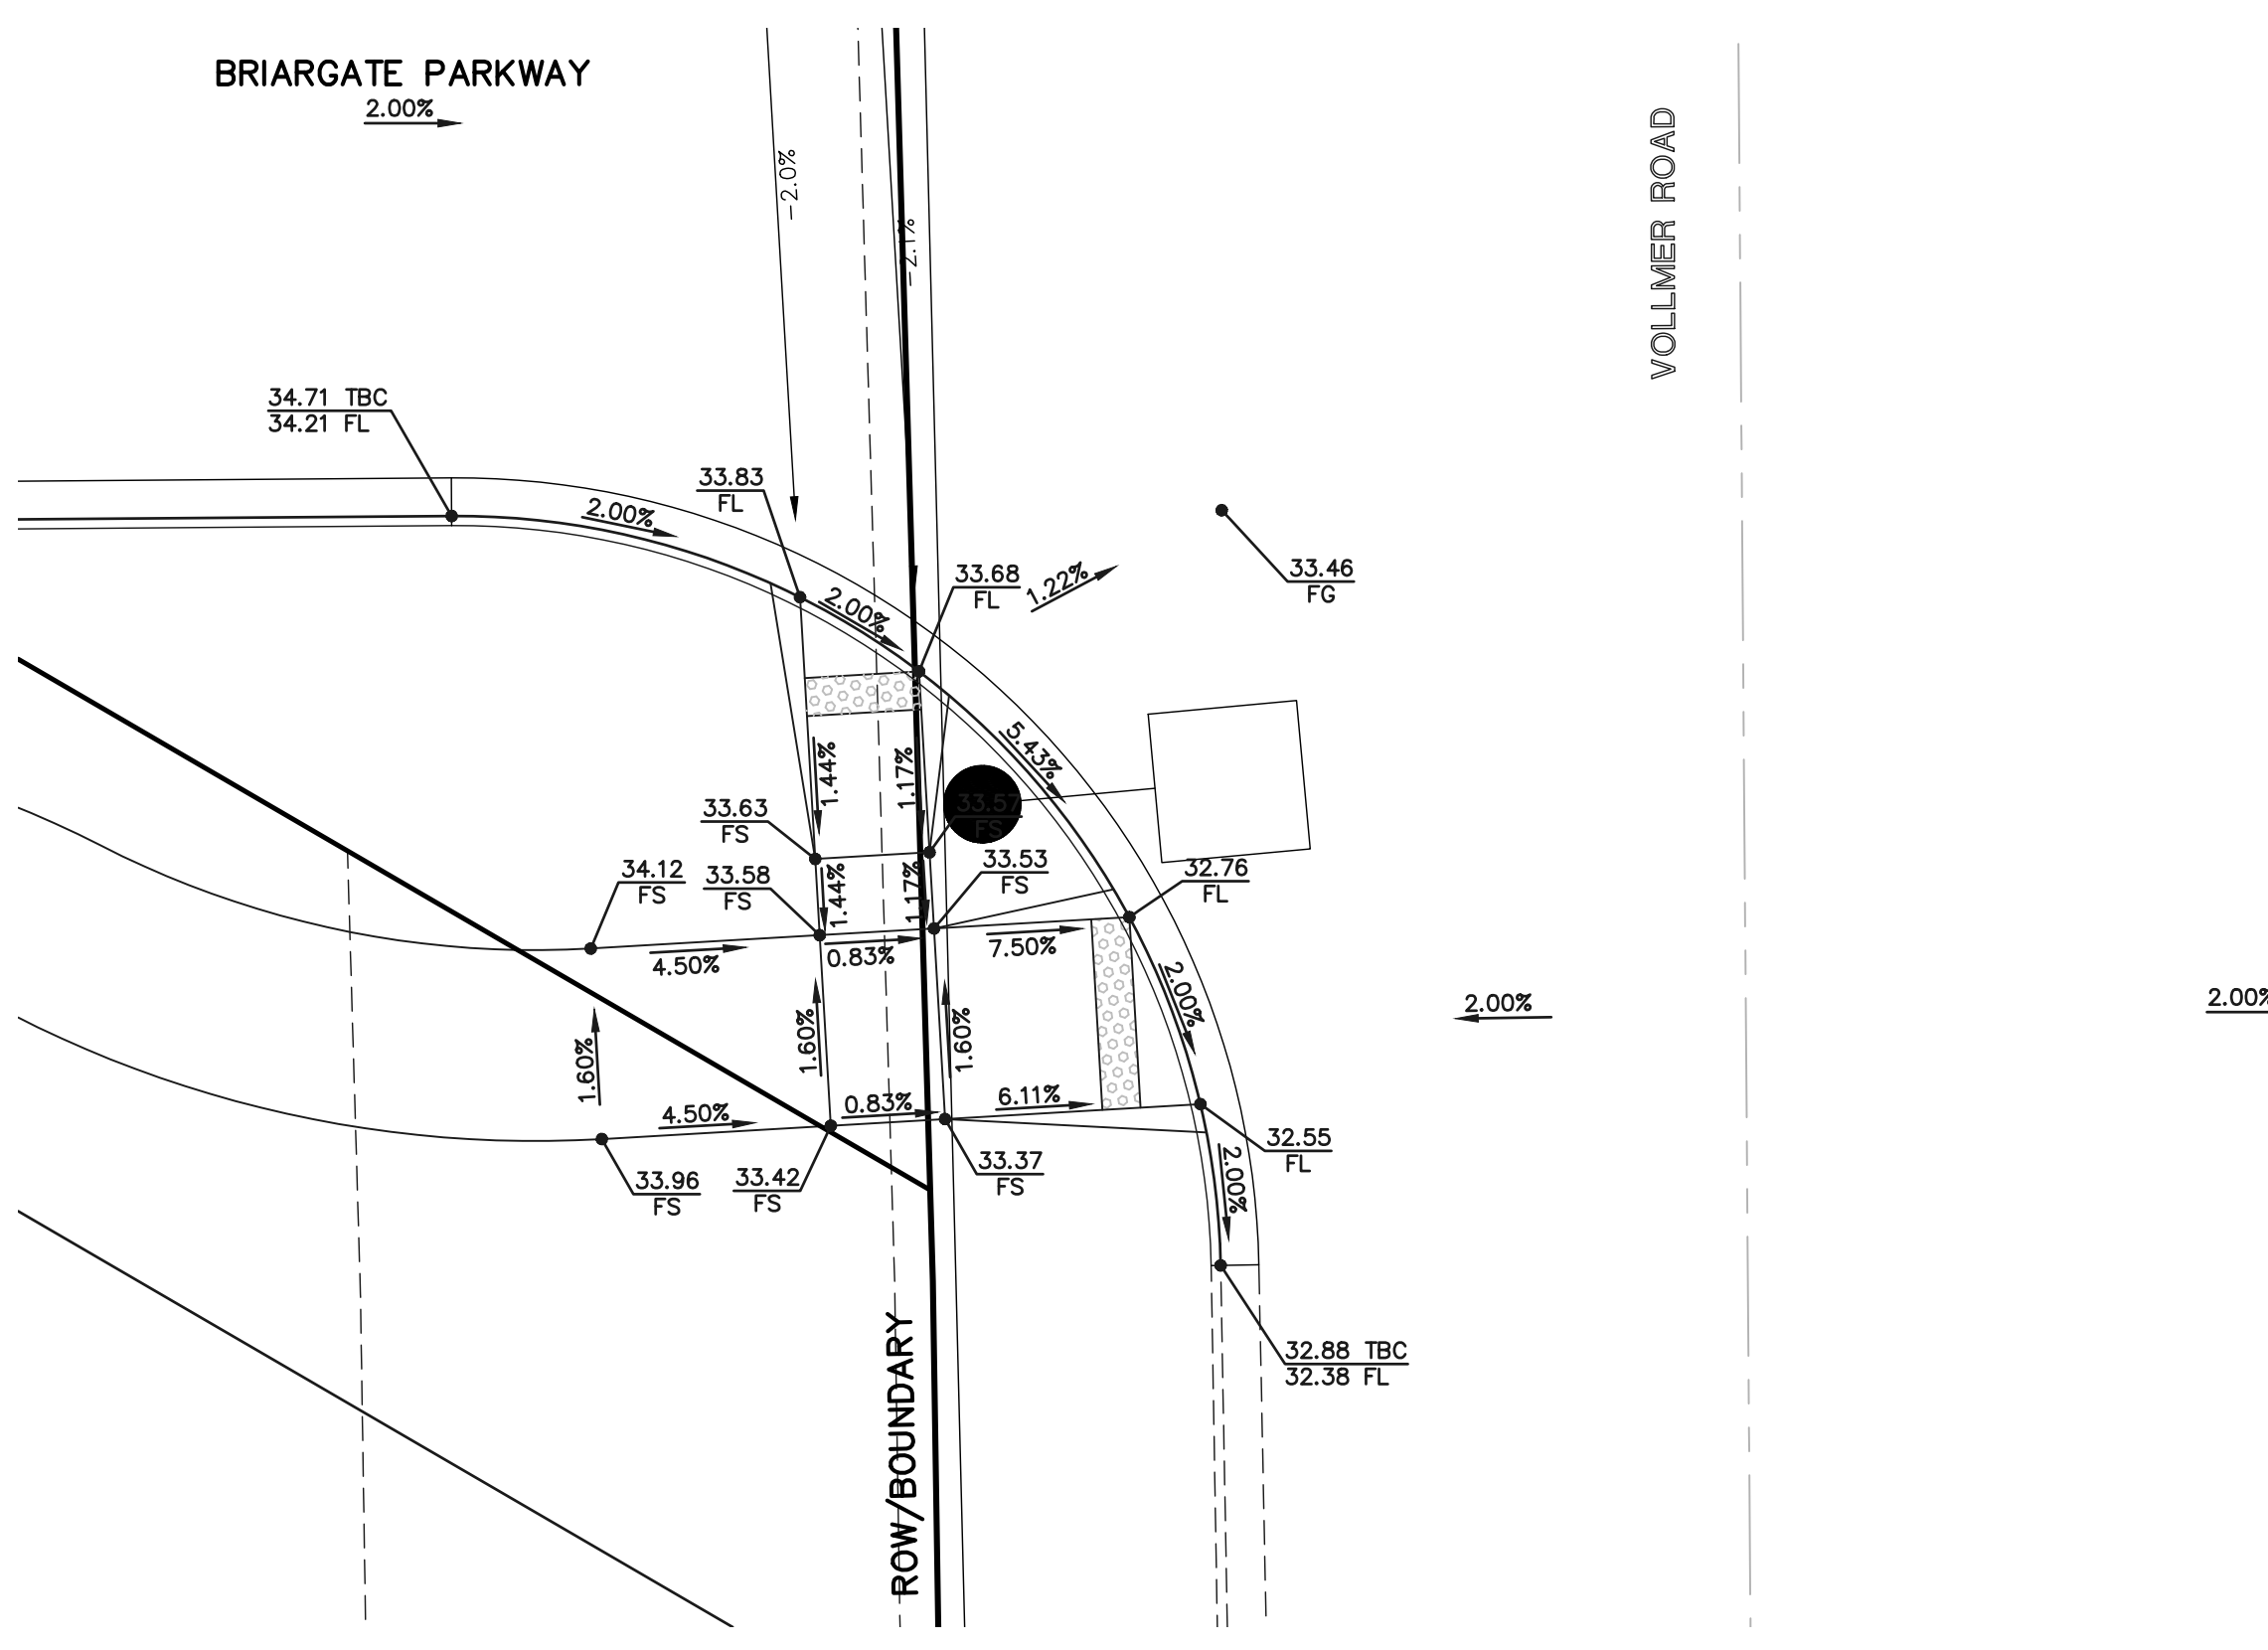 BRIARGATE PARKWAY
2.00%
-2.0%
-2.1%
VOLLMER ROAD
34.71 TBC
34.21 FL
33.83
FL
2.00%
2.00%
33.68
FL
1.22%
33.46
FG
5.43%
1.44%
1.17%
33.63
FS
33.57
FS
34.12
FS
33.58
FS
1.44%
1.17%
33.53
FS
32.76
FL
4.50%
0.83%
7.50%
2.00%
2.00%
2.00%
1.60%
1.60%
1.60%
4.50%
0.83%
6.11%
33.96
FS
33.42
FS
33.37
FS
32.55
FL
2.00%
32.88 TBC
32.38 FL
ROW/BOUNDARY